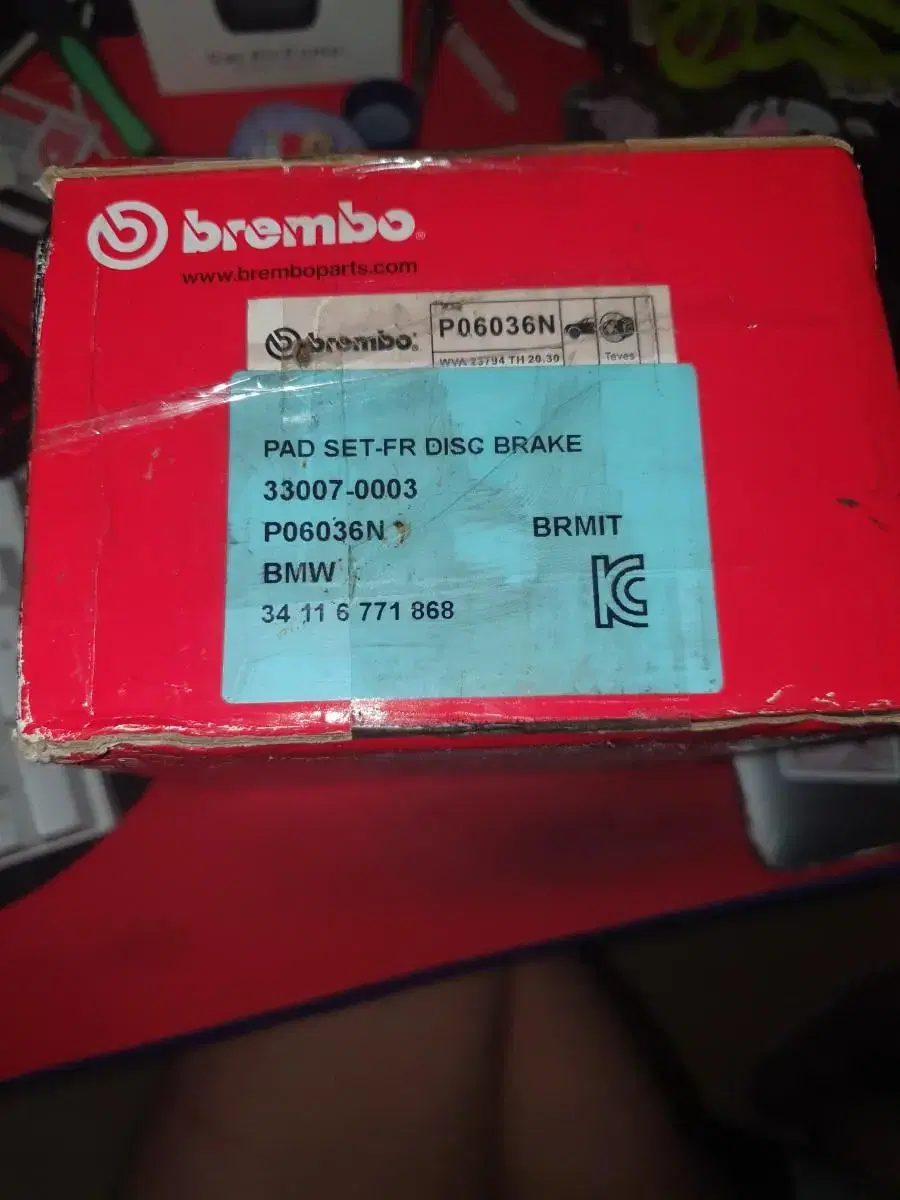 brembo®
www.bremboparts.com
brembo® P06036N
WVA 23794 TH 20.30 Teves
PAD SET-FR DISC BRAKE
33007-0003
P06036N BRMIT
BMW
34 11 6 771 868